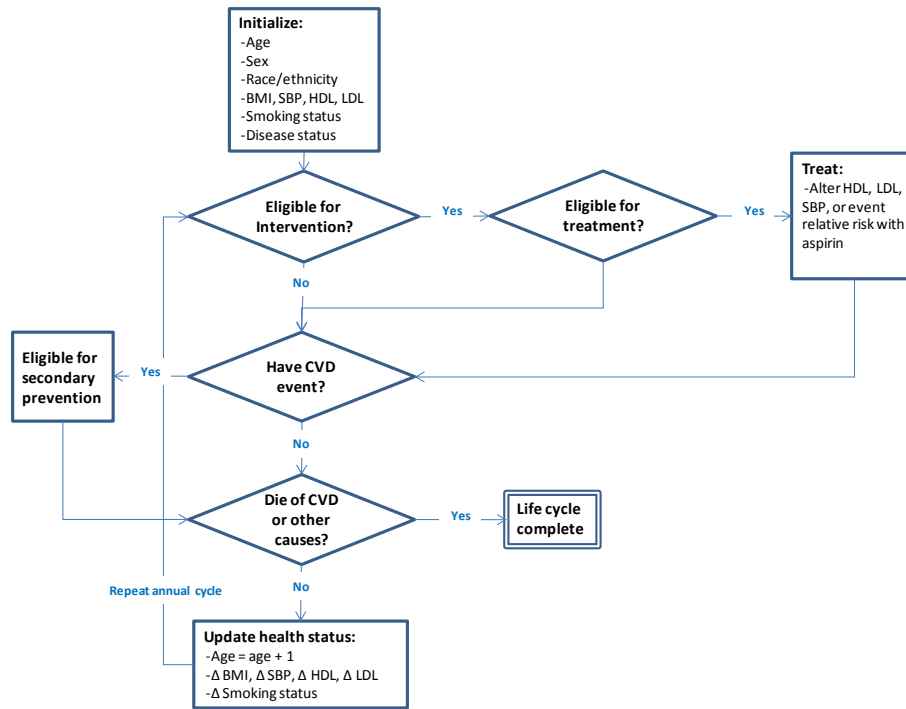 Initialize:
-Age
-Sex
-Race/ethnicity
-BMI, SBP, HDL, LDL
-Smoking status
-Disease status
Eligible for
Intervention?
Yes
Eligible for
treatment?
Yes
Treat:
-Alter HDL, LDL,
SBP, or event
relative risk with
aspirin
No
Eligible for
secondary
prevention
Yes
Have CVD
event?
No
Die of CVD
or other
causes?
Yes
Life cycle
complete
Repeat annual cycle
No
Update health status:
-Age = age + 1
-Δ BMI, Δ SBP, Δ HDL, Δ LDL
-Δ Smoking status